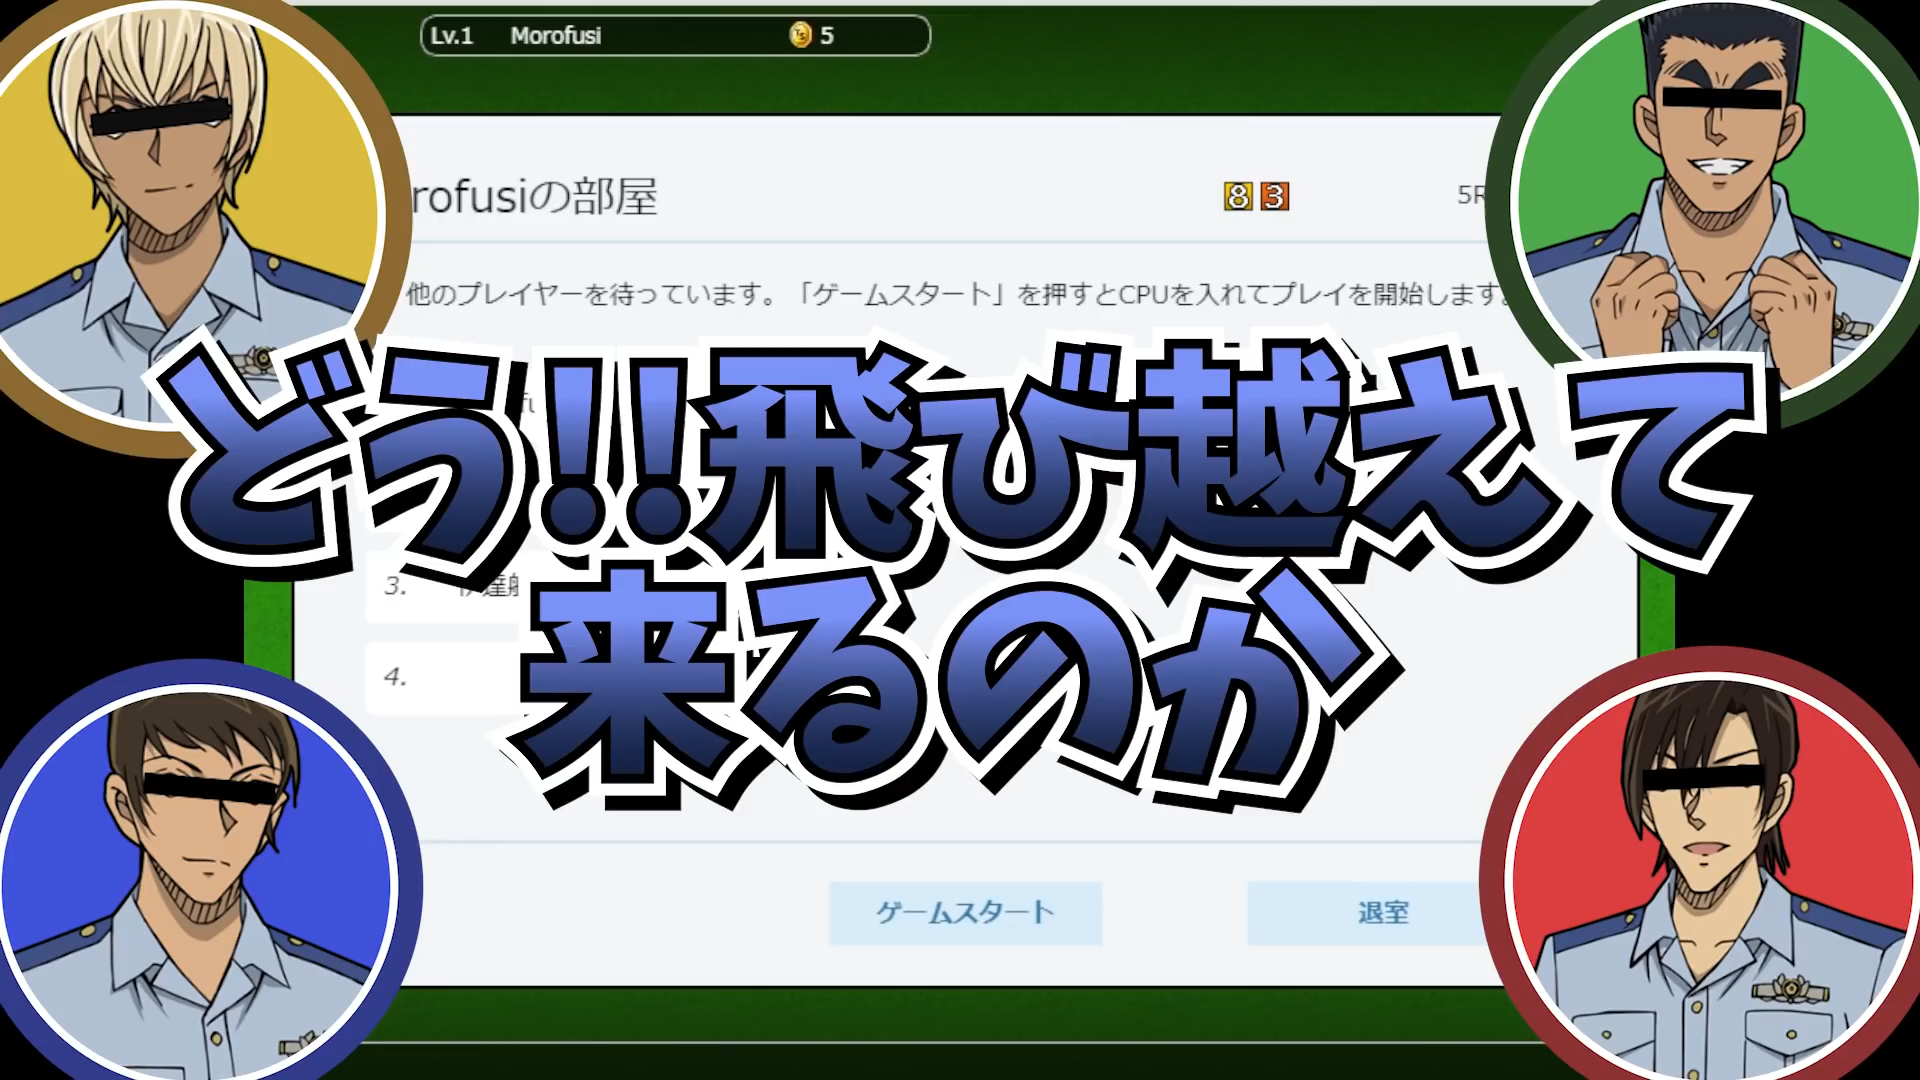 Lv.1 Morofusi 5
rofusiの部屋 8 3 5R
他のプレイヤーを待っています。「ゲームスタート」を押すとCPUを入れてプレイを開始します。
どう!!飛び越えて
3. 伊達航
来るのか
4.
ゲームスタート 退室